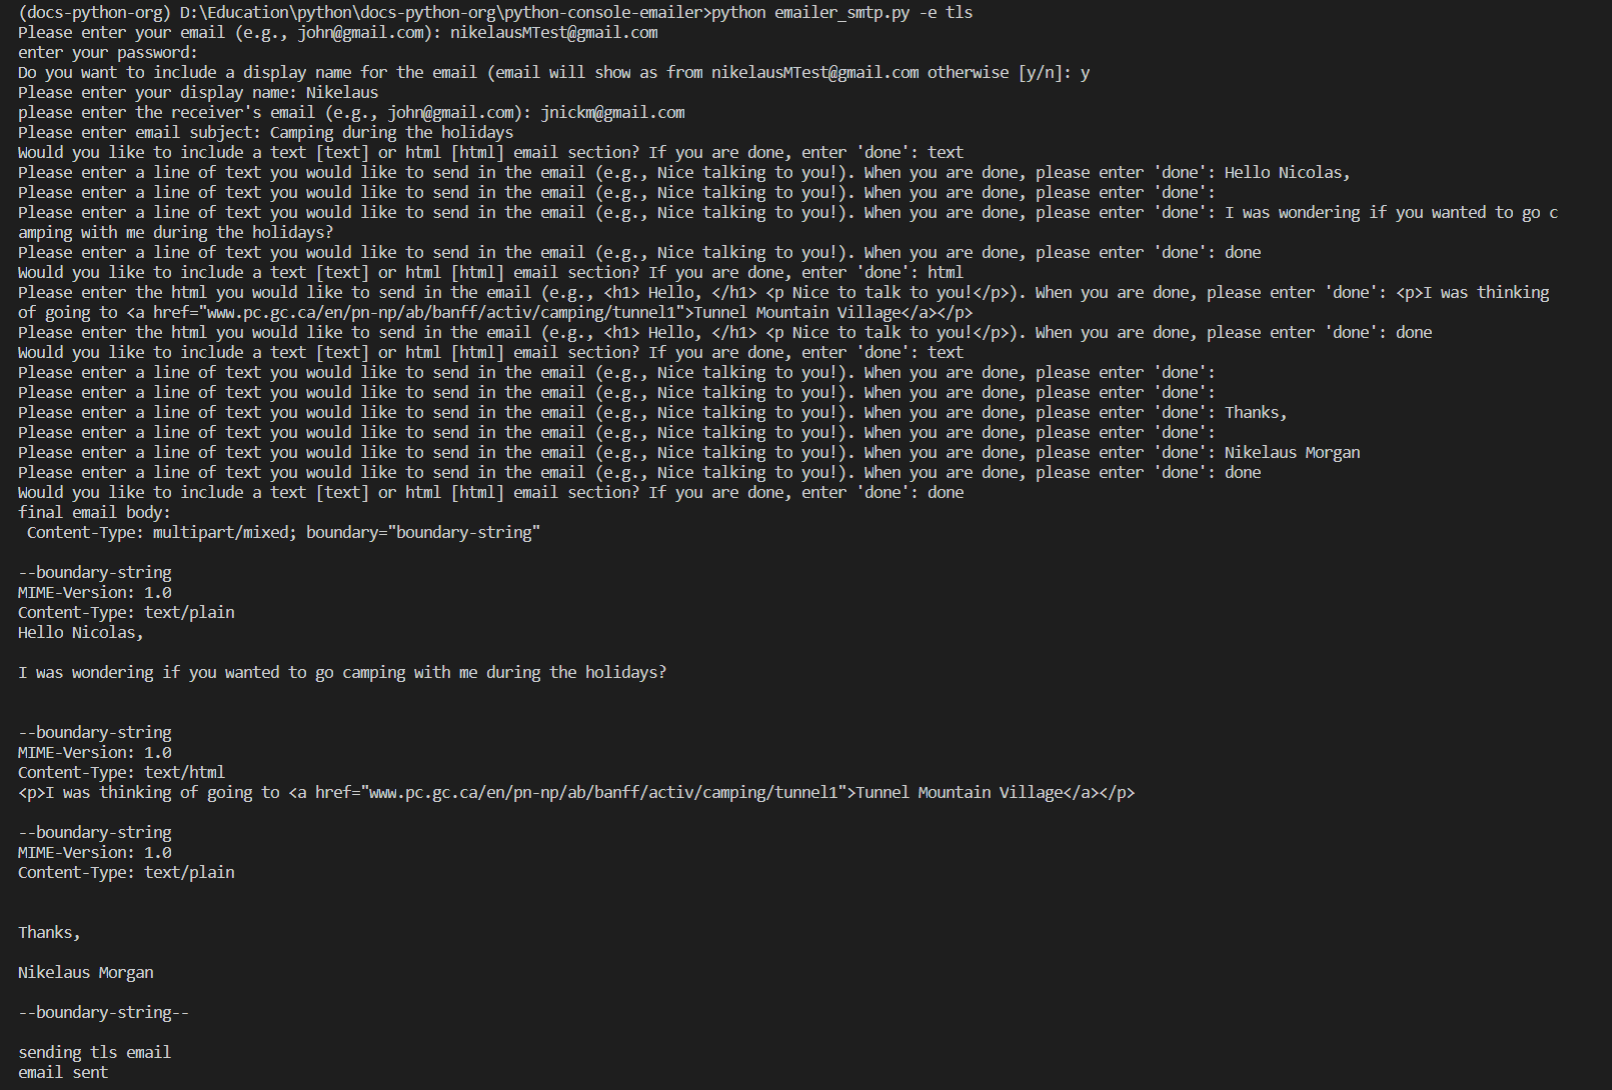 (docs-python-org) D:\Education\python\docs-python-org\python-console-emailer>python emailer_smtp.py -e tls
Please enter your email (e.g., john@gmail.com): nikelausMTest@gmail.com
enter your password:
Do you want to include a display name for the email (email will show as from nikelausMTest@gmail.com otherwise [y/n]: y
Please enter your display name: Nikelaus
please enter the receiver's email (e.g., john@gmail.com): jnickm@gmail.com
Please enter email subject: Camping during the holidays
Would you like to include a text [text] or html [html] email section? If you are done, enter 'done': text
Please enter a line of text you would like to send in the email (e.g., Nice talking to you!). When you are done, please enter 'done': Hello Nicolas,
Please enter a line of text you would like to send in the email (e.g., Nice talking to you!). When you are done, please enter 'done':
Please enter a line of text you would like to send in the email (e.g., Nice talking to you!). When you are done, please enter 'done': I was wondering if you wanted to go c
amping with me during the holidays?
Please enter a line of text you would like to send in the email (e.g., Nice talking to you!). When you are done, please enter 'done': done
Would you like to include a text [text] or html [html] email section? If you are done, enter 'done': html
Please enter the html you would like to send in the email (e.g., <h1> Hello, </h1> <p Nice to talk to you!</p>). When you are done, please enter 'done': <p>I was thinking
of going to <a href="www.pc.gc.ca/en/pn-np/ab/banff/activ/camping/tunnel1">Tunnel Mountain Village</a></p>
Please enter the html you would like to send in the email (e.g., <h1> Hello, </h1> <p Nice to talk to you!</p>). When you are done, please enter 'done': done
Would you like to include a text [text] or html [html] email section? If you are done, enter 'done': text
Please enter a line of text you would like to send in the email (e.g., Nice talking to you!). When you are done, please enter 'done':
Please enter a line of text you would like to send in the email (e.g., Nice talking to you!). When you are done, please enter 'done':
Please enter a line of text you would like to send in the email (e.g., Nice talking to you!). When you are done, please enter 'done': Thanks,
Please enter a line of text you would like to send in the email (e.g., Nice talking to you!). When you are done, please enter 'done':
Please enter a line of text you would like to send in the email (e.g., Nice talking to you!). When you are done, please enter 'done': Nikelaus Morgan
Please enter a line of text you would like to send in the email (e.g., Nice talking to you!). When you are done, please enter 'done': done
Would you like to include a text [text] or html [html] email section? If you are done, enter 'done': done
final email body:
Content-Type: multipart/mixed; boundary="boundary-string"
--boundary-string
MIME-Version: 1.0
Content-Type: text/plain
Hello Nicolas,
I was wondering if you wanted to go camping with me during the holidays?
--boundary-string
MIME-Version: 1.0
Content-Type: text/html
<p>I was thinking of going to <a href="www.pc.gc.ca/en/pn-np/ab/banff/activ/camping/tunnel1">Tunnel Mountain Village</a></p>
--boundary-string
MIME-Version: 1.0
Content-Type: text/plain
Thanks,
Nikelaus Morgan
--boundary-string--
sending tls email
email sent